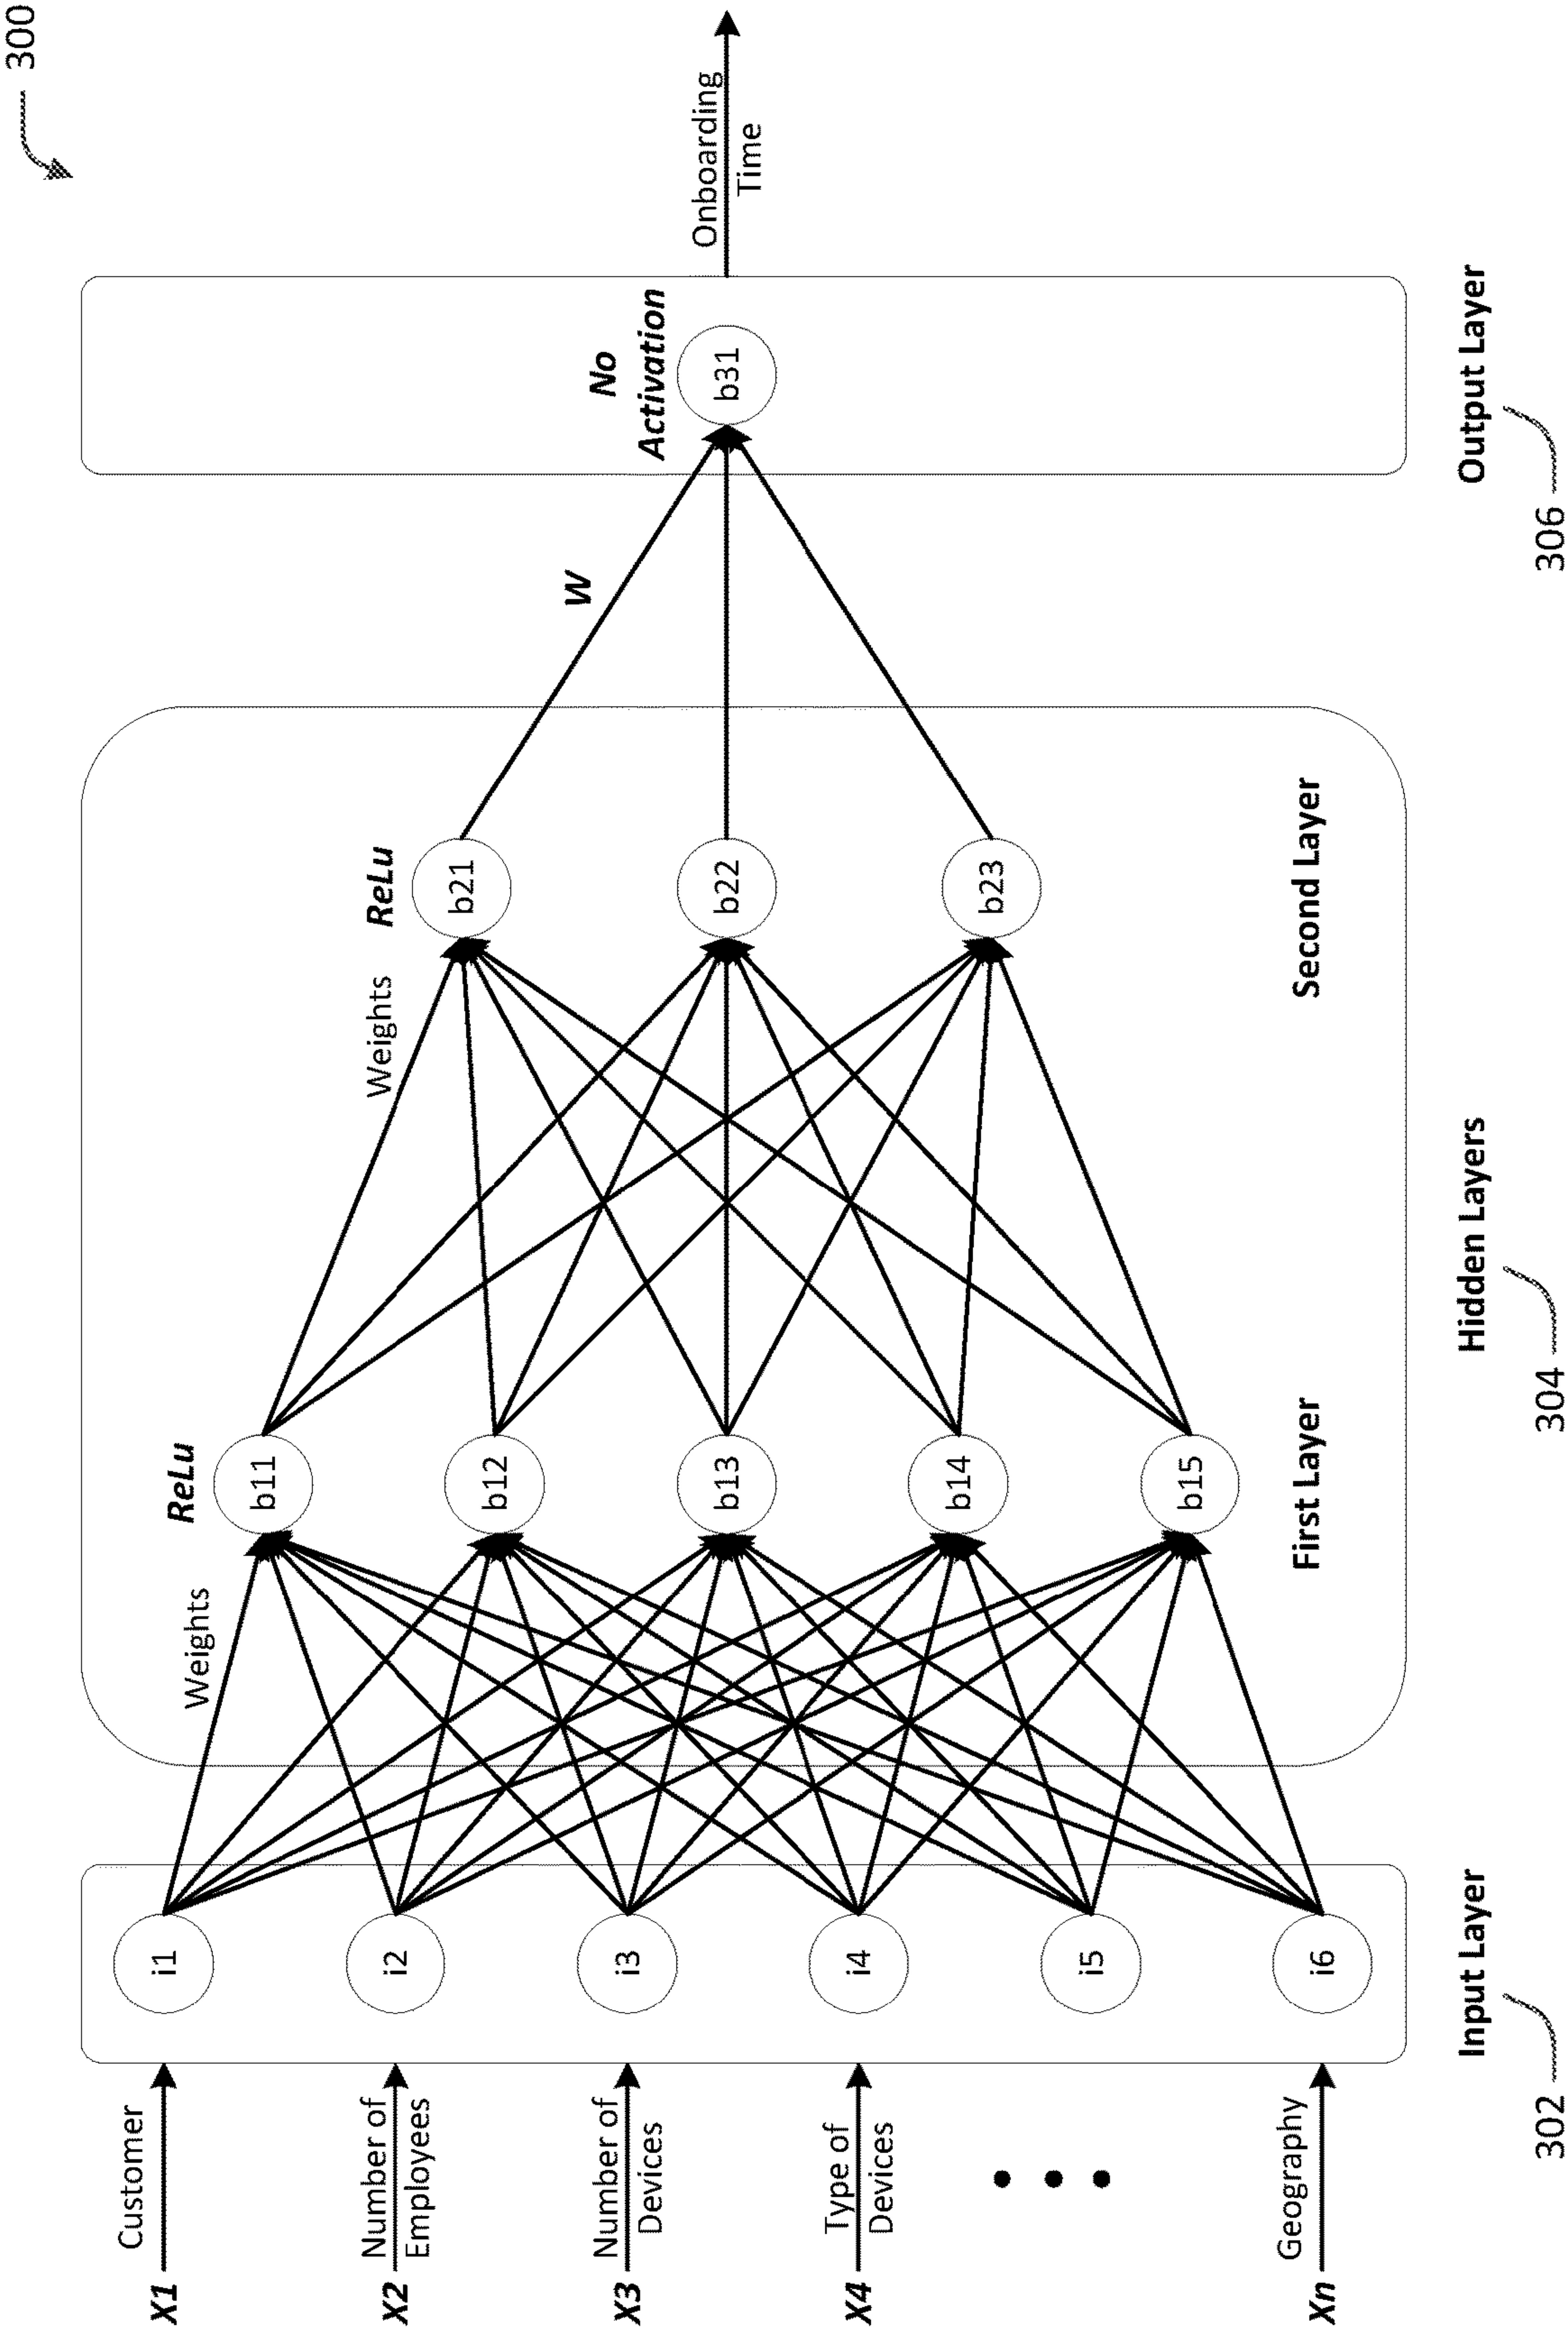 300
X1
Customer
X2
Number of
Employees
X3
Number of
Devices
X4
Type of
Devices
Xn
Geography
i1
i2
i3
i4
i5
i6
Weights
ReLu
b11
b12
b13
b14
b15
First Layer
Weights
ReLu
b21
b22
b23
Second Layer
W
No
Activation
b31
Onboarding
Time
Input Layer
302
Hidden Layers
304
Output Layer
306